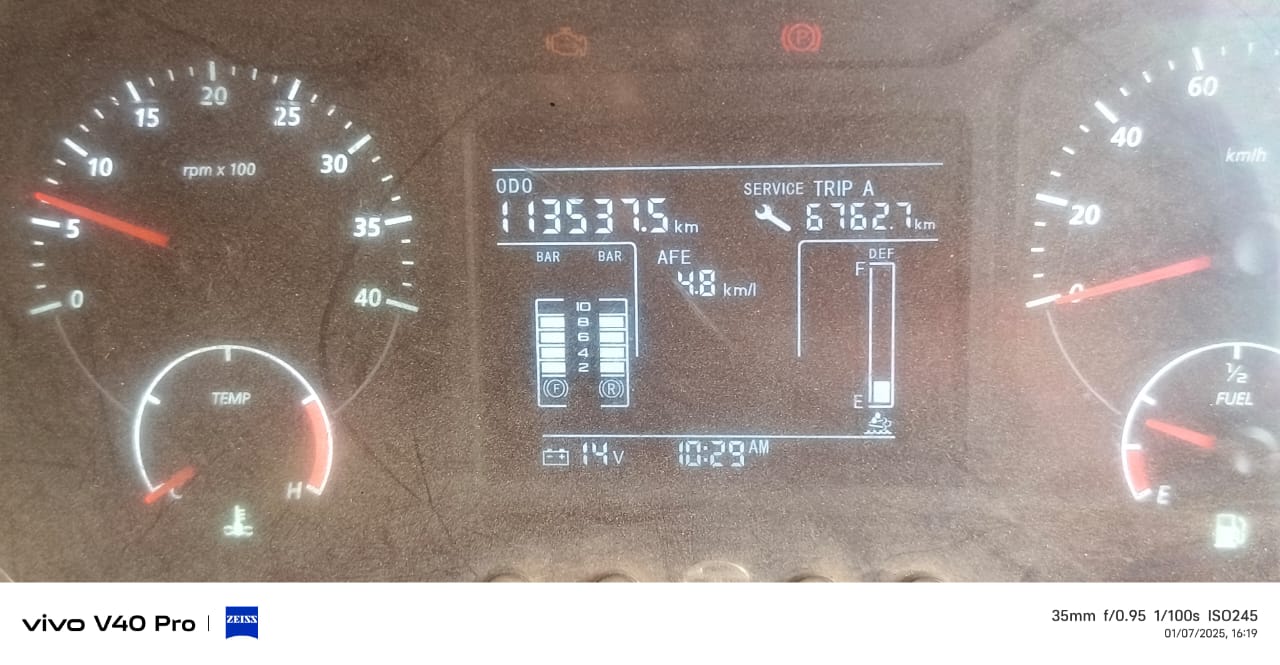 0 5 10 15 20 25 30 35 40
rpm x 100
TEMP
C H
P
ODO
113537.5 km
SERVICE TRIP A
67627 km
BAR BAR
AFE
4.8 km/l
10
8
6
4
2
F R
DEF
F
E
14V 10:29 AM
0 20 40 60
km/h
1/2
FUEL
E
vivo V40 Pro | ZEISS
35mm f/0.95 1/100s ISO245
01/07/2025, 16:19